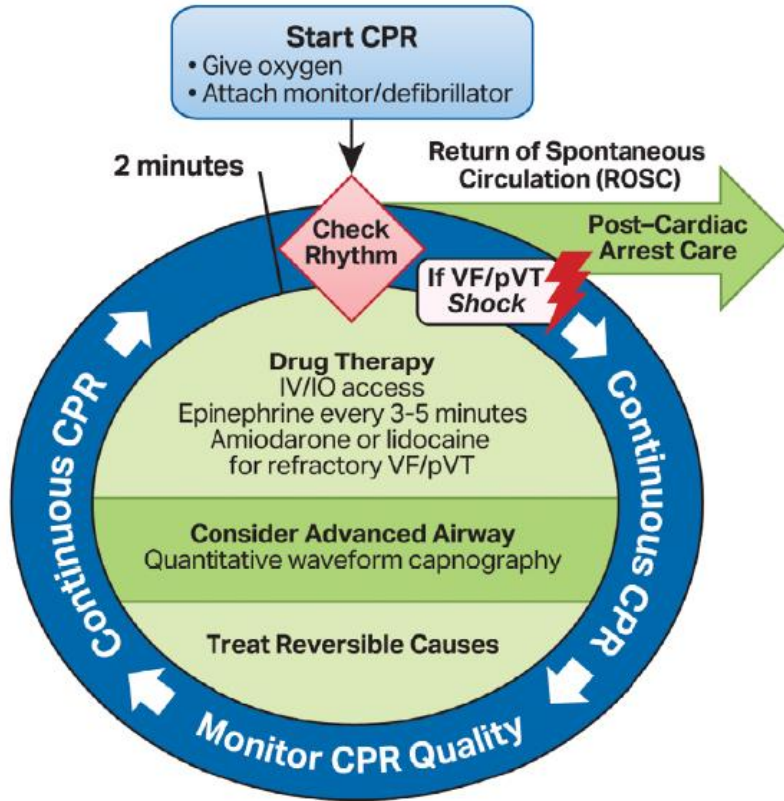 Start CPR
• Give oxygen
• Attach monitor/defibrillator
2 minutes
Return of Spontaneous
Circulation (ROSC)
Check
Rhythm
Post–Cardiac
Arrest Care
If VF/pVT
Shock
Drug Therapy
IV/IO access
Epinephrine every 3-5 minutes
Amiodarone or lidocaine
for refractory VF/pVT
Consider Advanced Airway
Quantitative waveform capnography
Treat Reversible Causes
Continuous CPR
Monitor CPR Quality
Continuous CPR